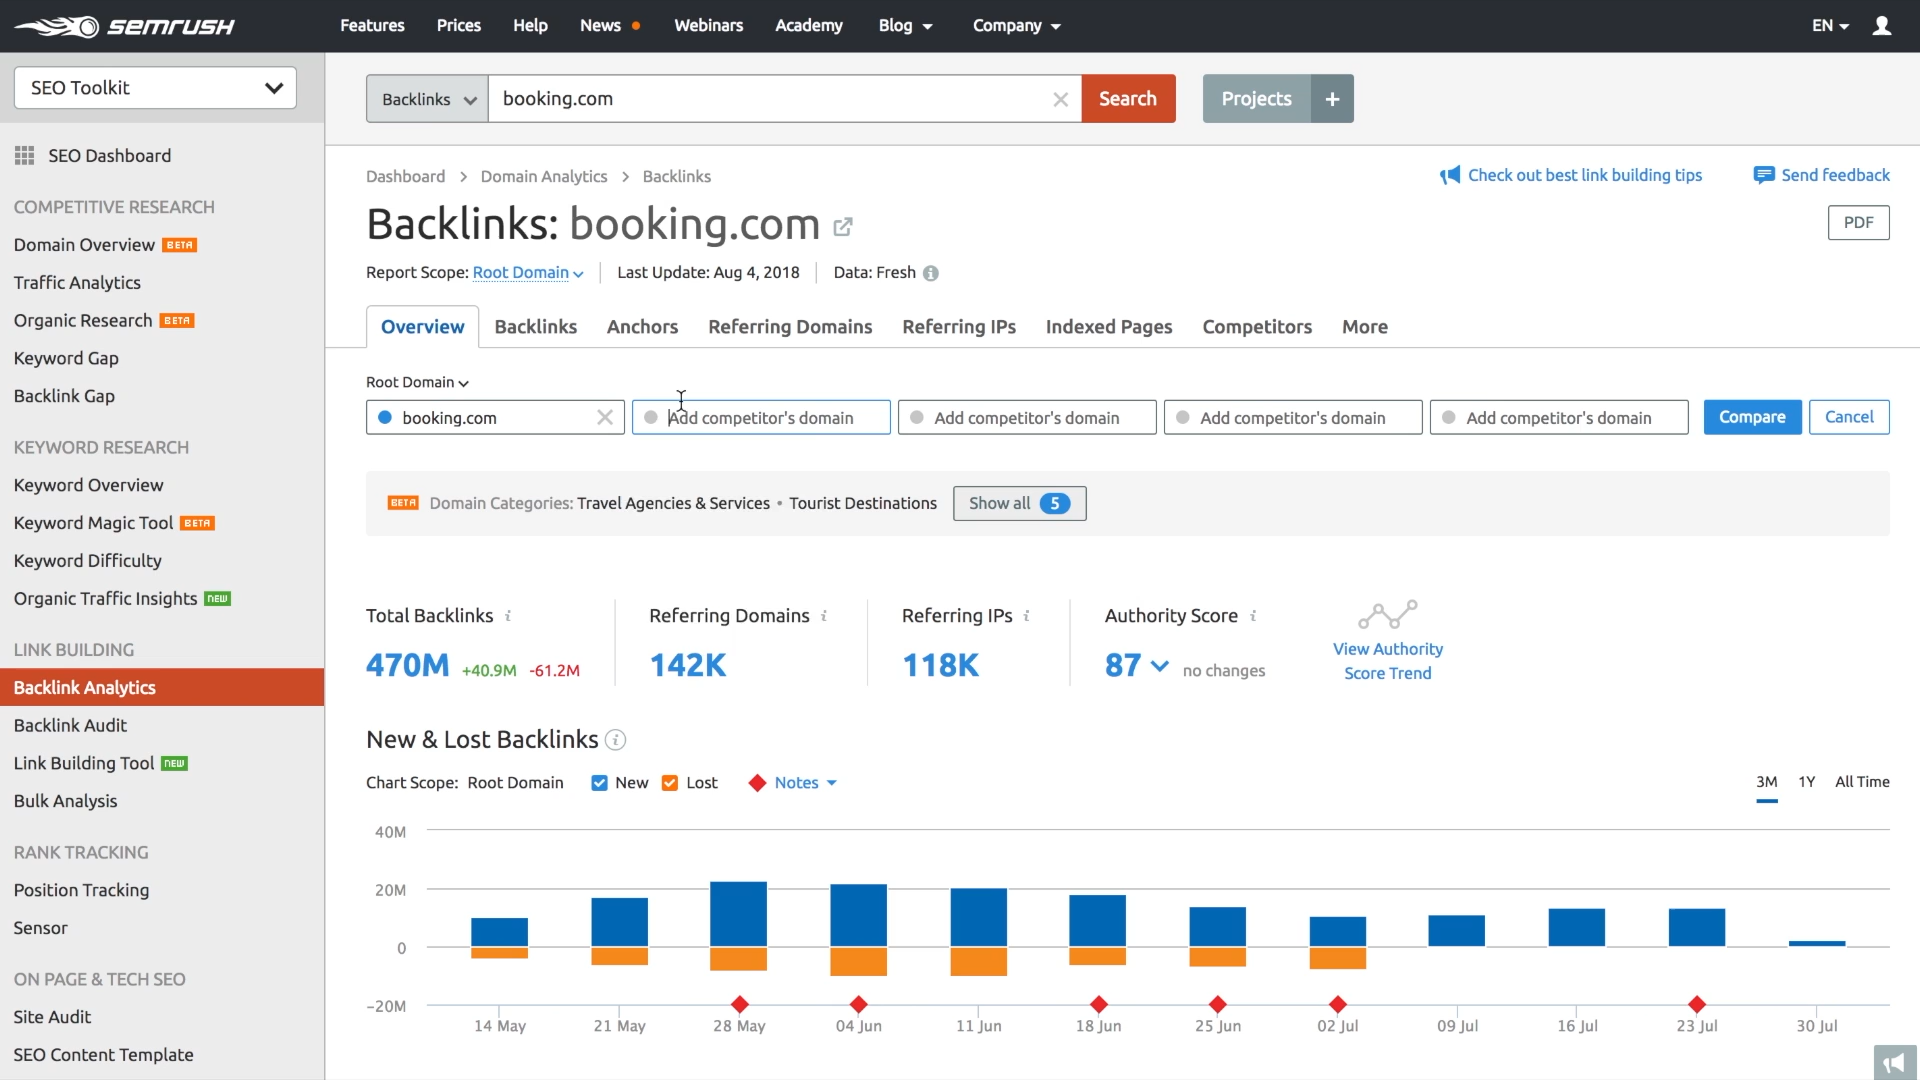 semrush
Features Prices Help News Webinars Academy Blog Company EN
SEO Toolkit
Backlinks booking.com Search Projects +
SEO Dashboard
COMPETITIVE RESEARCH
Domain Overview BETA
Traffic Analytics
Organic Research BETA
Keyword Gap
Backlink Gap
KEYWORD RESEARCH
Keyword Overview
Keyword Magic Tool BETA
Keyword Difficulty
Organic Traffic Insights new
LINK BUILDING
Backlink Analytics
Backlink Audit
Link Building Tool new
Bulk Analysis
RANK TRACKING
Position Tracking
Sensor
ON PAGE & TECH SEO
Site Audit
SEO Content Template
Dashboard > Domain Analytics > Backlinks
Check out best link building tips Send feedback
Backlinks: booking.com
PDF
Report Scope: Root Domain Last Update: Aug 4, 2018 Data: Fresh i
Overview Backlinks Anchors Referring Domains Referring IPs Indexed Pages Competitors More
Root Domain
booking.com Add competitor's domain Add competitor's domain Add competitor's domain Add competitor's domain Compare Cancel
BETA Domain Categories: Travel Agencies & Services • Tourist Destinations Show all 5
Total Backlinks i Referring Domains i Referring IPs i Authority Score i
470M +40.9M -61.2M 142K 118K 87 no changes
View Authority
Score Trend
New & Lost Backlinks i
Chart Scope: Root Domain New Lost Notes 3M 1Y All Time
40M
20M
0
-20M
14 May 21 May 28 May 04 Jun 11 Jun 18 Jun 25 Jun 02 Jul 09 Jul 16 Jul 23 Jul 30 Jul